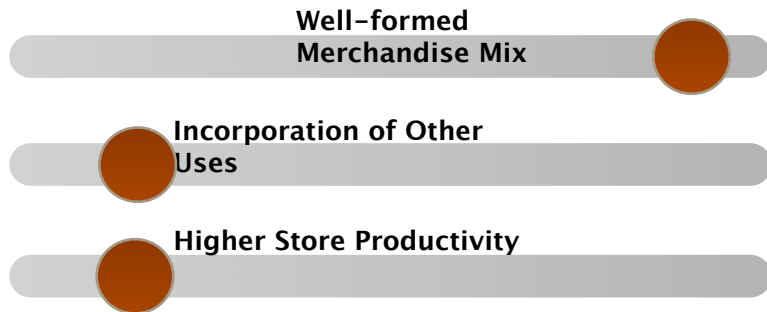 Well-formed
Merchandise Mix
Incorporation of Other
Uses
Higher Store Productivity